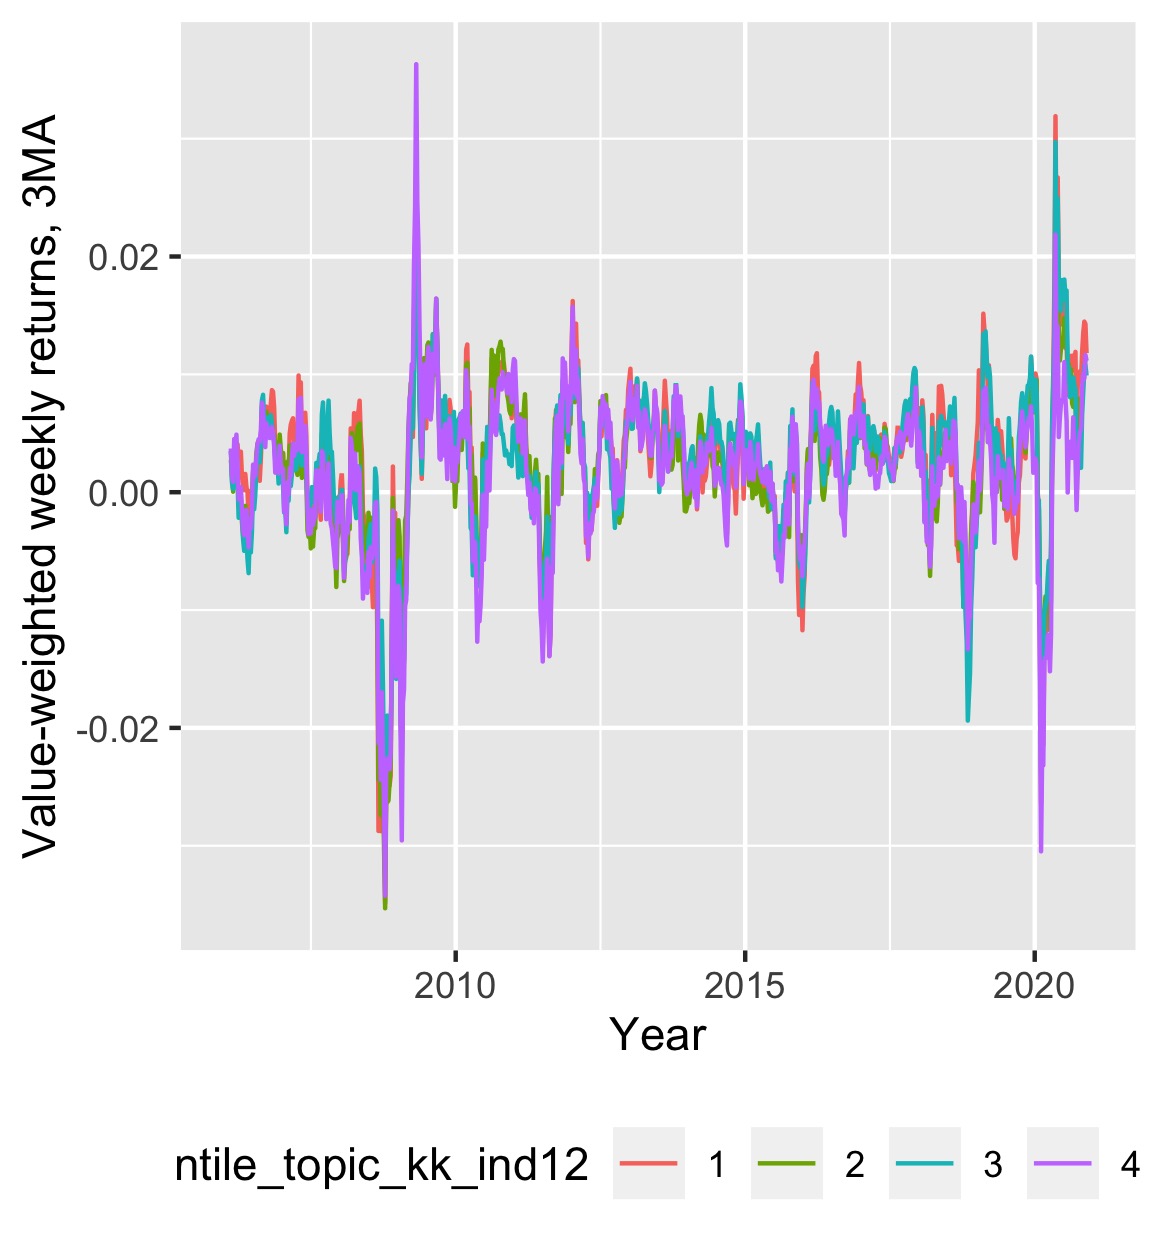 Value-weighted weekly returns, 3MA
0.02
0.00
-0.02
2010 2015 2020
Year
ntile_topic_kk_ind12 1 2 3 4